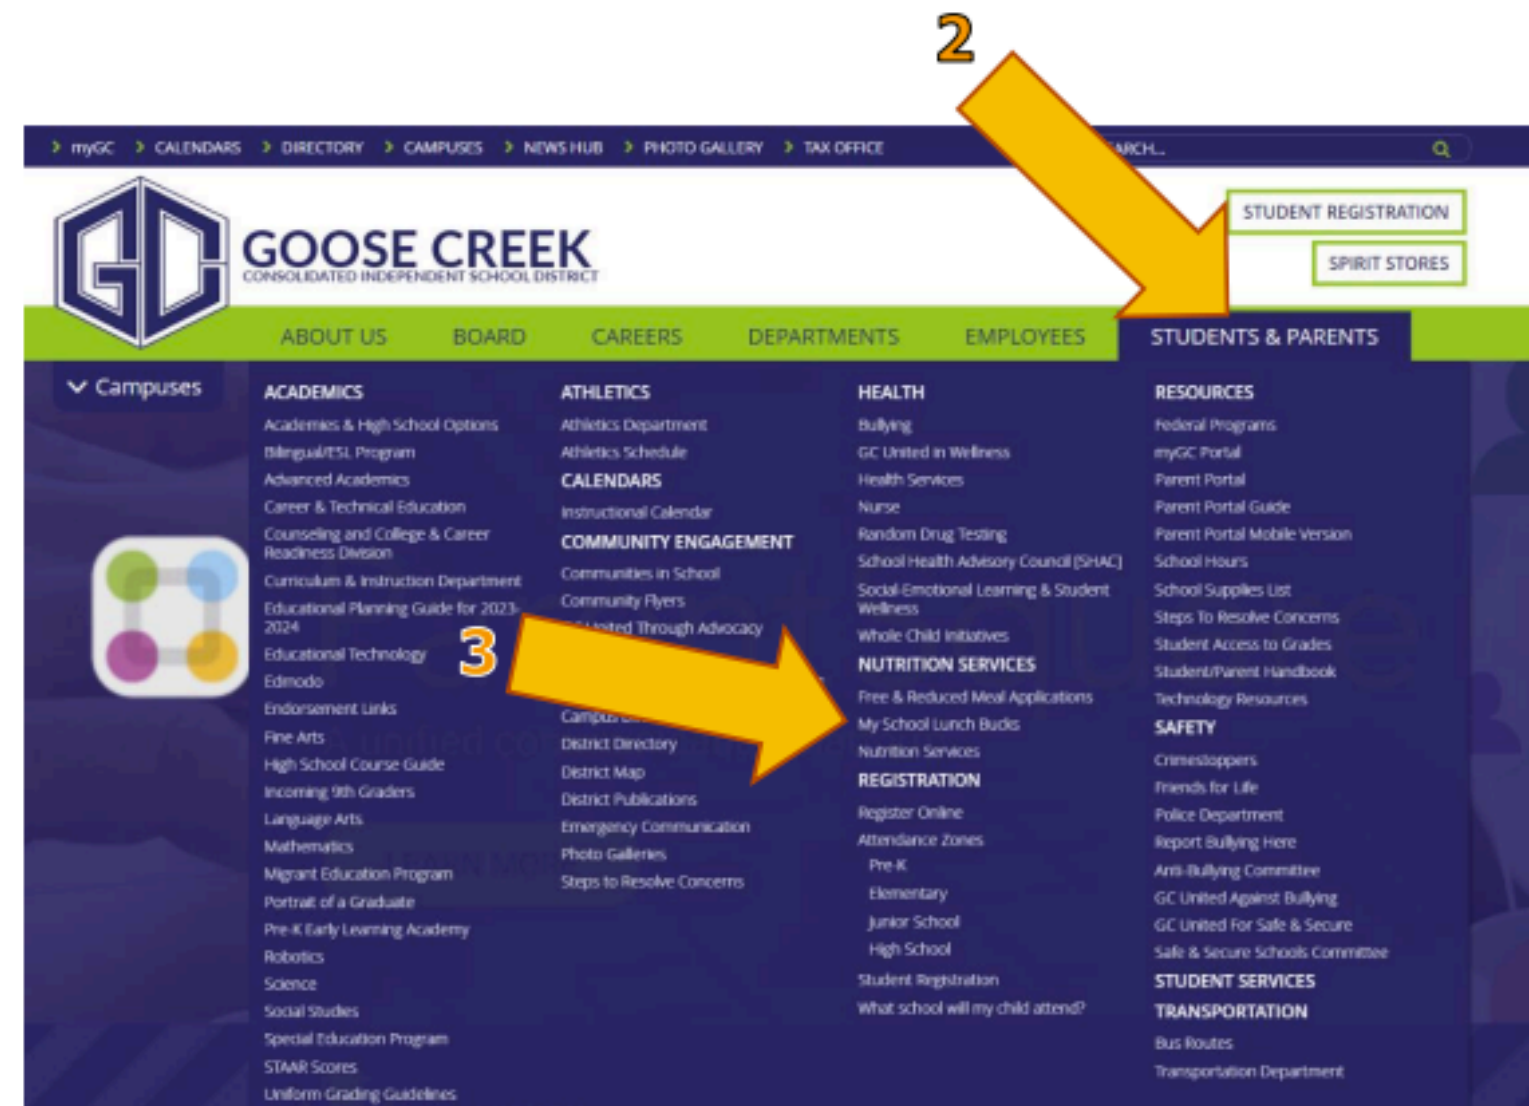 2
myGC CALENDARS DIRECTORY CAMPUSES NEWS HUB PHOTO GALLERY TAX OFFICE
GC
GOOSE CREEK
CONSOLIDATED INDEPENDENT SCHOOL DISTRICT
STUDENT REGISTRATION
SPIRIT STORES
ABOUT US BOARD CAREERS DEPARTMENTS EMPLOYEES STUDENTS & PARENTS
Campuses
ACADEMICS
Academies & High School Options
Bilingual/ESL Program
Advanced Academics
Career & Technical Education
Counseling and College & Career
Readiness Division
Curriculum & Instruction Department
Educational Planning Guide for 2023-
2024
Educational Technology
Edmodo
Endorsement Links
Fine Arts
High School Course Guide
Incoming 9th Graders
Language Arts
Mathematics
Migrant Education Program
Portrait of a Graduate
Pre-K Early Learning Academy
Robotics
Science
Social Studies
Special Education Program
STAAR Scores
Uniform Grading Guidelines
ATHLETICS
Athletics Department
Athletics Schedule
CALENDARS
Instructional Calendar
COMMUNITY ENGAGEMENT
Communities in School
Community Flyers
United Through Advocacy
3
Campus
District Directory
District Map
District Publications
Emergency Communication
Photo Galleries
Steps to Resolve Concerns
HEALTH
Bullying
GC United in Wellness
Health Services
Nurse
Random Drug Testing
School Health Advisory Council [SHAC]
Social-Emotional Learning & Student
Wellness
Whole Child Initiatives
NUTRITION SERVICES
Free & Reduced Meal Applications
My School Lunch Bucks
Nutrition Services
REGISTRATION
Register Online
Attendance Zones
Pre-K
Elementary
Junior School
High School
Student Registration
What school will my child attend?
RESOURCES
Federal Programs
myGC Portal
Parent Portal
Parent Portal Guide
Parent Portal Mobile Version
School Hours
School Supplies List
Steps To Resolve Concerns
Student Access to Grades
Student/Parent Handbook
Technology Resources
SAFETY
Crimestoppers
Friends for Life
Police Department
Report Bullying Here
Anti-Bullying Committee
GC United Against Bullying
GC United For Safe & Secure
Safe & Secure Schools Committee
STUDENT SERVICES
TRANSPORTATION
Bus Routes
Transportation Department